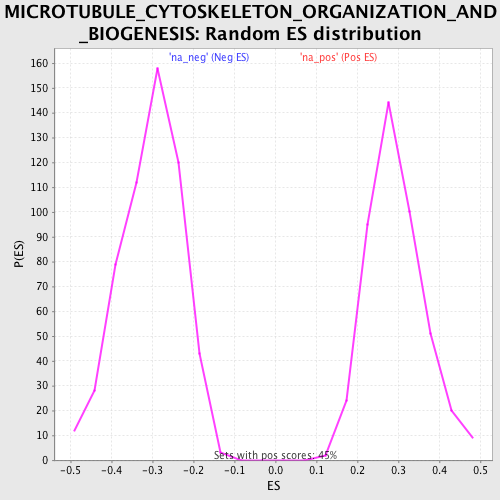 MICROTUBULE_CYTOSKELETON_ORGANIZATION_AND
_BIOGENESIS: Random ES distribution
'na_neg' (Neg ES) 'na_pos' (Pos ES)
160
150
140
130
120
110
100
90
80
70
60
50
40
30
20
10
0
P(ES)
Sets with pos scores: 45%
-0.5 -0.4 -0.3 -0.2 -0.1 0.0 0.1 0.2 0.3 0.4 0.5
ES